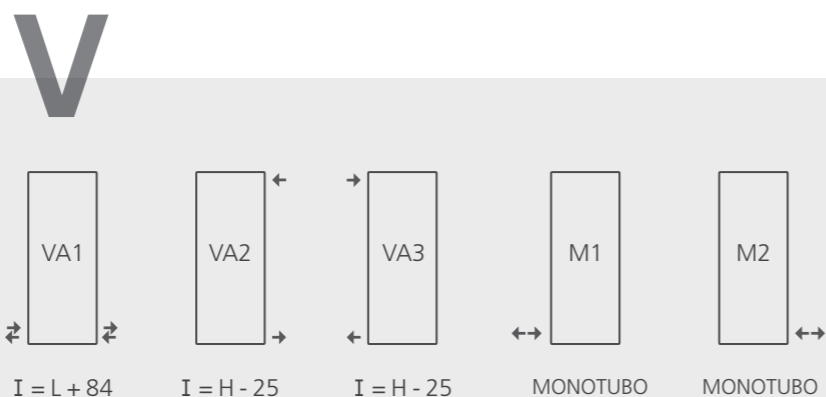 V
VA1 VA2 VA3 M1 M2
I = L + 84 I = H - 25 I = H - 25 MONOTUBO MONOTUBO